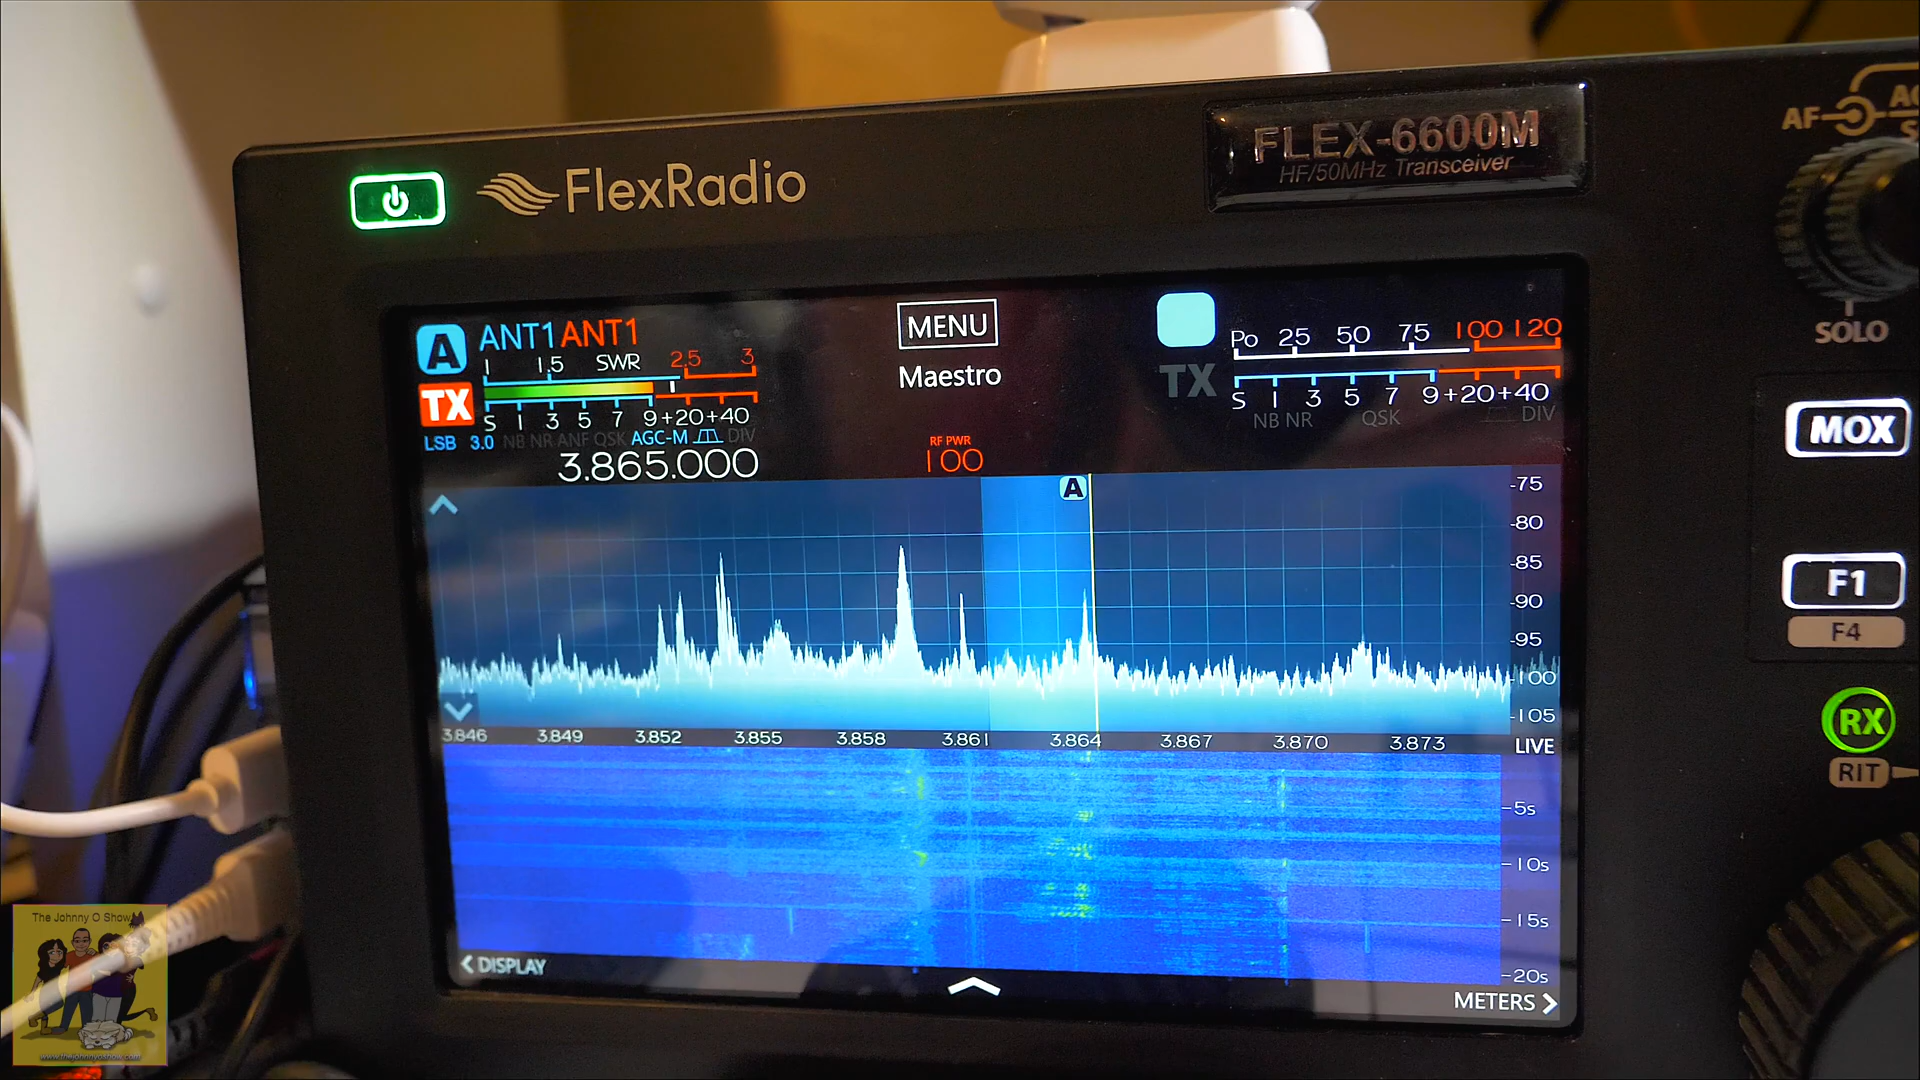 FlexRadio
FLEX-6600M
HF/50MHz Transceiver
AF
SOLO
A ANT1 ANT1
1 1.5 SWR 2.5 3
TX
S 1 3 5 7 9 +20 +40
LSB 3.0 NB NR ANF QSK AGC-M DIV
3.865.000
MENU
Maestro
RF PWR
100
Po 25 50 75 100 120
TX
S 1 3 5 7 9 +20 +40
NB NR QSK DIV
MOX
F1
F4
RX
RIT
A
-75
-80
-85
-90
-95
-100
-105
3.846 3.849 3.852 3.855 3.858 3.861 3.864 3.867 3.870 3.873 LIVE
5s
10s
15s
20s
DISPLAY
METERS
The Johnny O Show
www.thejohnnyoshow.com